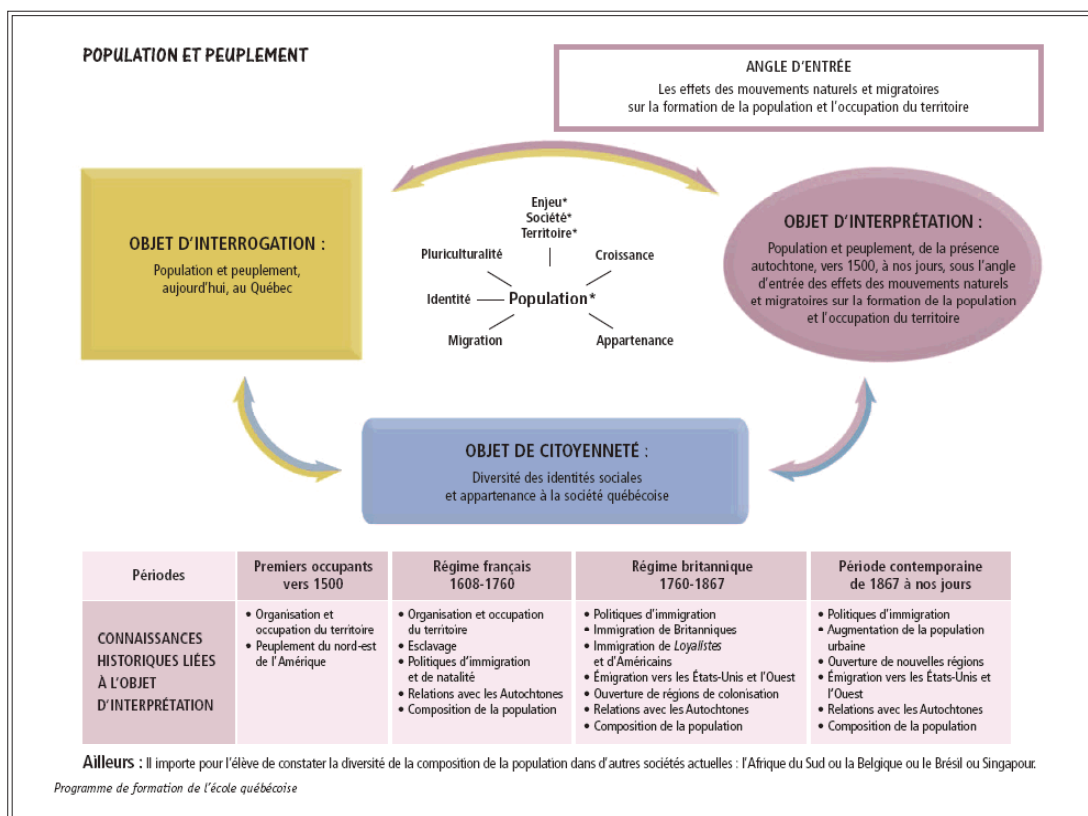 POPULATION ET PEUPLEMENT
ANGLE D'ENTRÉE
Les effets des mouvements naturels et migratoires
sur la formation de la population et l'occupation du territoire
OBJET D'INTERROGATION :
Population et peuplement,
aujourd'hui, au Québec
Enjeu*
Société*
Territoire*
Pluriculturalité
Croissance
Identité
Population*
Migration
Appartenance
OBJET D'INTERPRÉTATION :
Population et peuplement, de la présence
autochtone, vers 1500, à nos jours, sous l'angle
d'entrée des effets des mouvements naturels
et migratoires sur la formation de la population
et l'occupation du territoire
OBJET DE CITOYENNETÉ :
Diversité des identités sociales
et appartenance à la société québécoise
Périodes
Premiers occupants
vers 1500
Régime français
1608-1760
Régime britannique
1760-1867
Période contemporaine
de 1867 à nos jours
CONNAISSANCES
HISTORIQUES LIÉES
À L'OBJET
D'INTERPRÉTATION
• Organisation et
occupation du territoire
• Peuplement du nord-est
de l'Amérique
• Organisation et occupation
du territoire
• Esclavage
• Politiques d'immigration
et de natalité
• Relations avec les Autochtones
• Composition de la population
• Politiques d'immigration
• Immigration de Britanniques
• Immigration de Loyalistes
et d'Américains
• Émigration vers les États-Unis et l'Ouest
• Ouverture de régions de colonisation
• Relations avec les Autochtones
• Composition de la population
• Politiques d'immigration
• Augmentation de la population
urbaine
• Ouverture de nouvelles régions
• Émigration vers les États-Unis et
l'Ouest
• Relations avec les Autochtones
• Composition de la population
Ailleurs : Il importe pour l'élève de constater la diversité de la composition de la population dans d'autres sociétés actuelles : l'Afrique du Sud ou la Belgique ou le Brésil ou Singapour.
Programme de formation de l'école québécoise